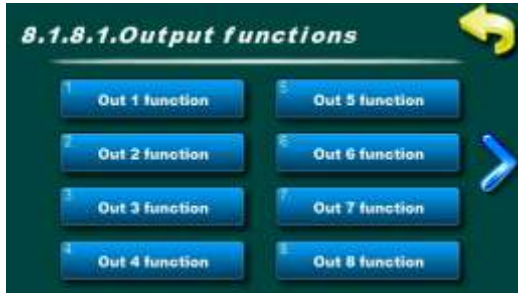 8.1.8.1.Output functions
1
Out 1 function
2
Out 2 function
3
Out 3 function
4
Out 4 function
5
Out 5 function
6
Out 6 function
7
Out 7 function
8
Out 8 function